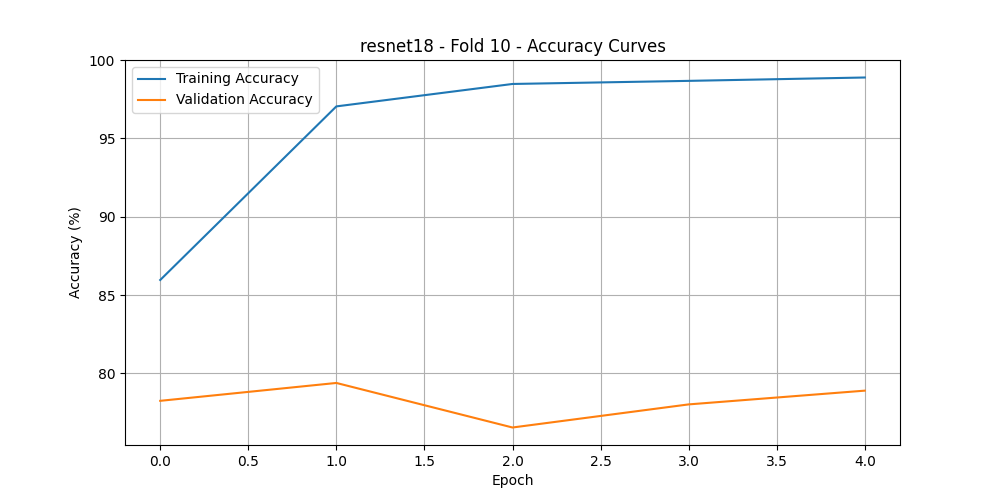 resnet18 - Fold 10 - Accuracy Curves
Training Accuracy
Validation Accuracy
Accuracy (%)
100
95
90
85
80
0.0 0.5 1.0 1.5 2.0 2.5 3.0 3.5 4.0
Epoch